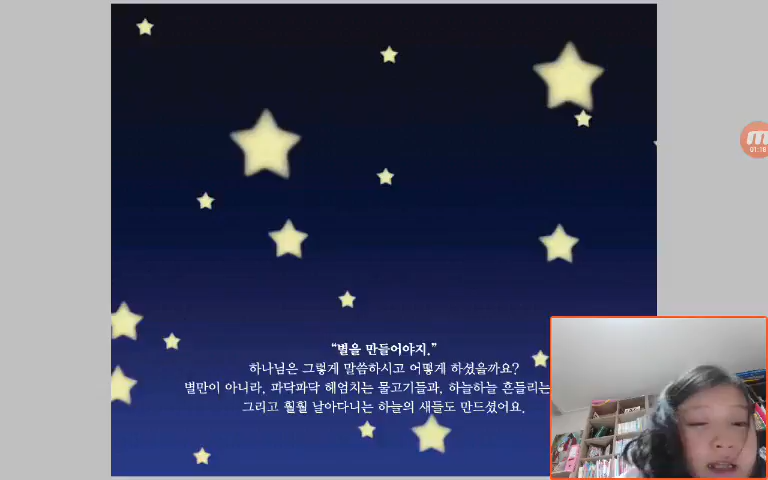 “별을 만들어야지.”
하나님은 그렇게 말씀하시고 어떻게 하셨을까요?
별만이 아니라, 파닥파닥 헤엄치는 물고기들과, 하늘하늘 흔들리는
그리고 훨훨 날아다니는 하늘의 새들도 만드셨어요.
01:18